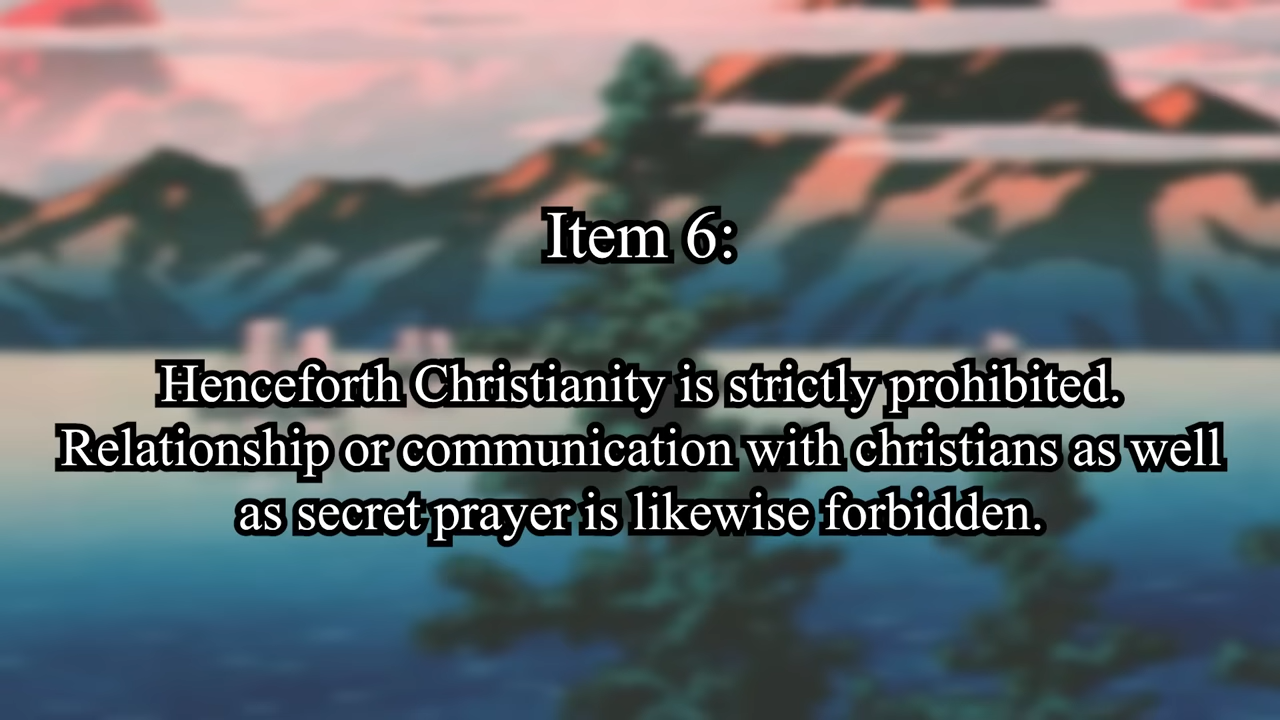 Item 6:
Henceforth Christianity is strictly prohibited.
Relationship or communication with christians as well
as secret prayer is likewise forbidden.